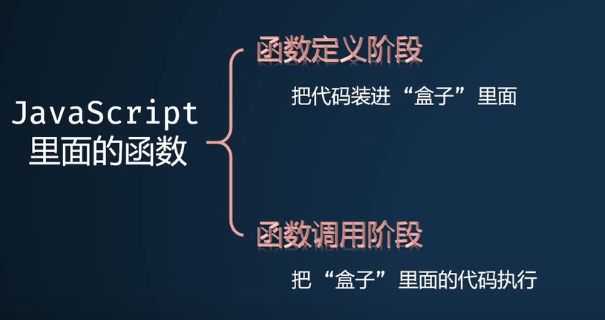 JavaScript
里面的函数
函数定义阶段
把代码装进 “盒子” 里面
函数调用阶段
把 “盒子” 里面的代码执行